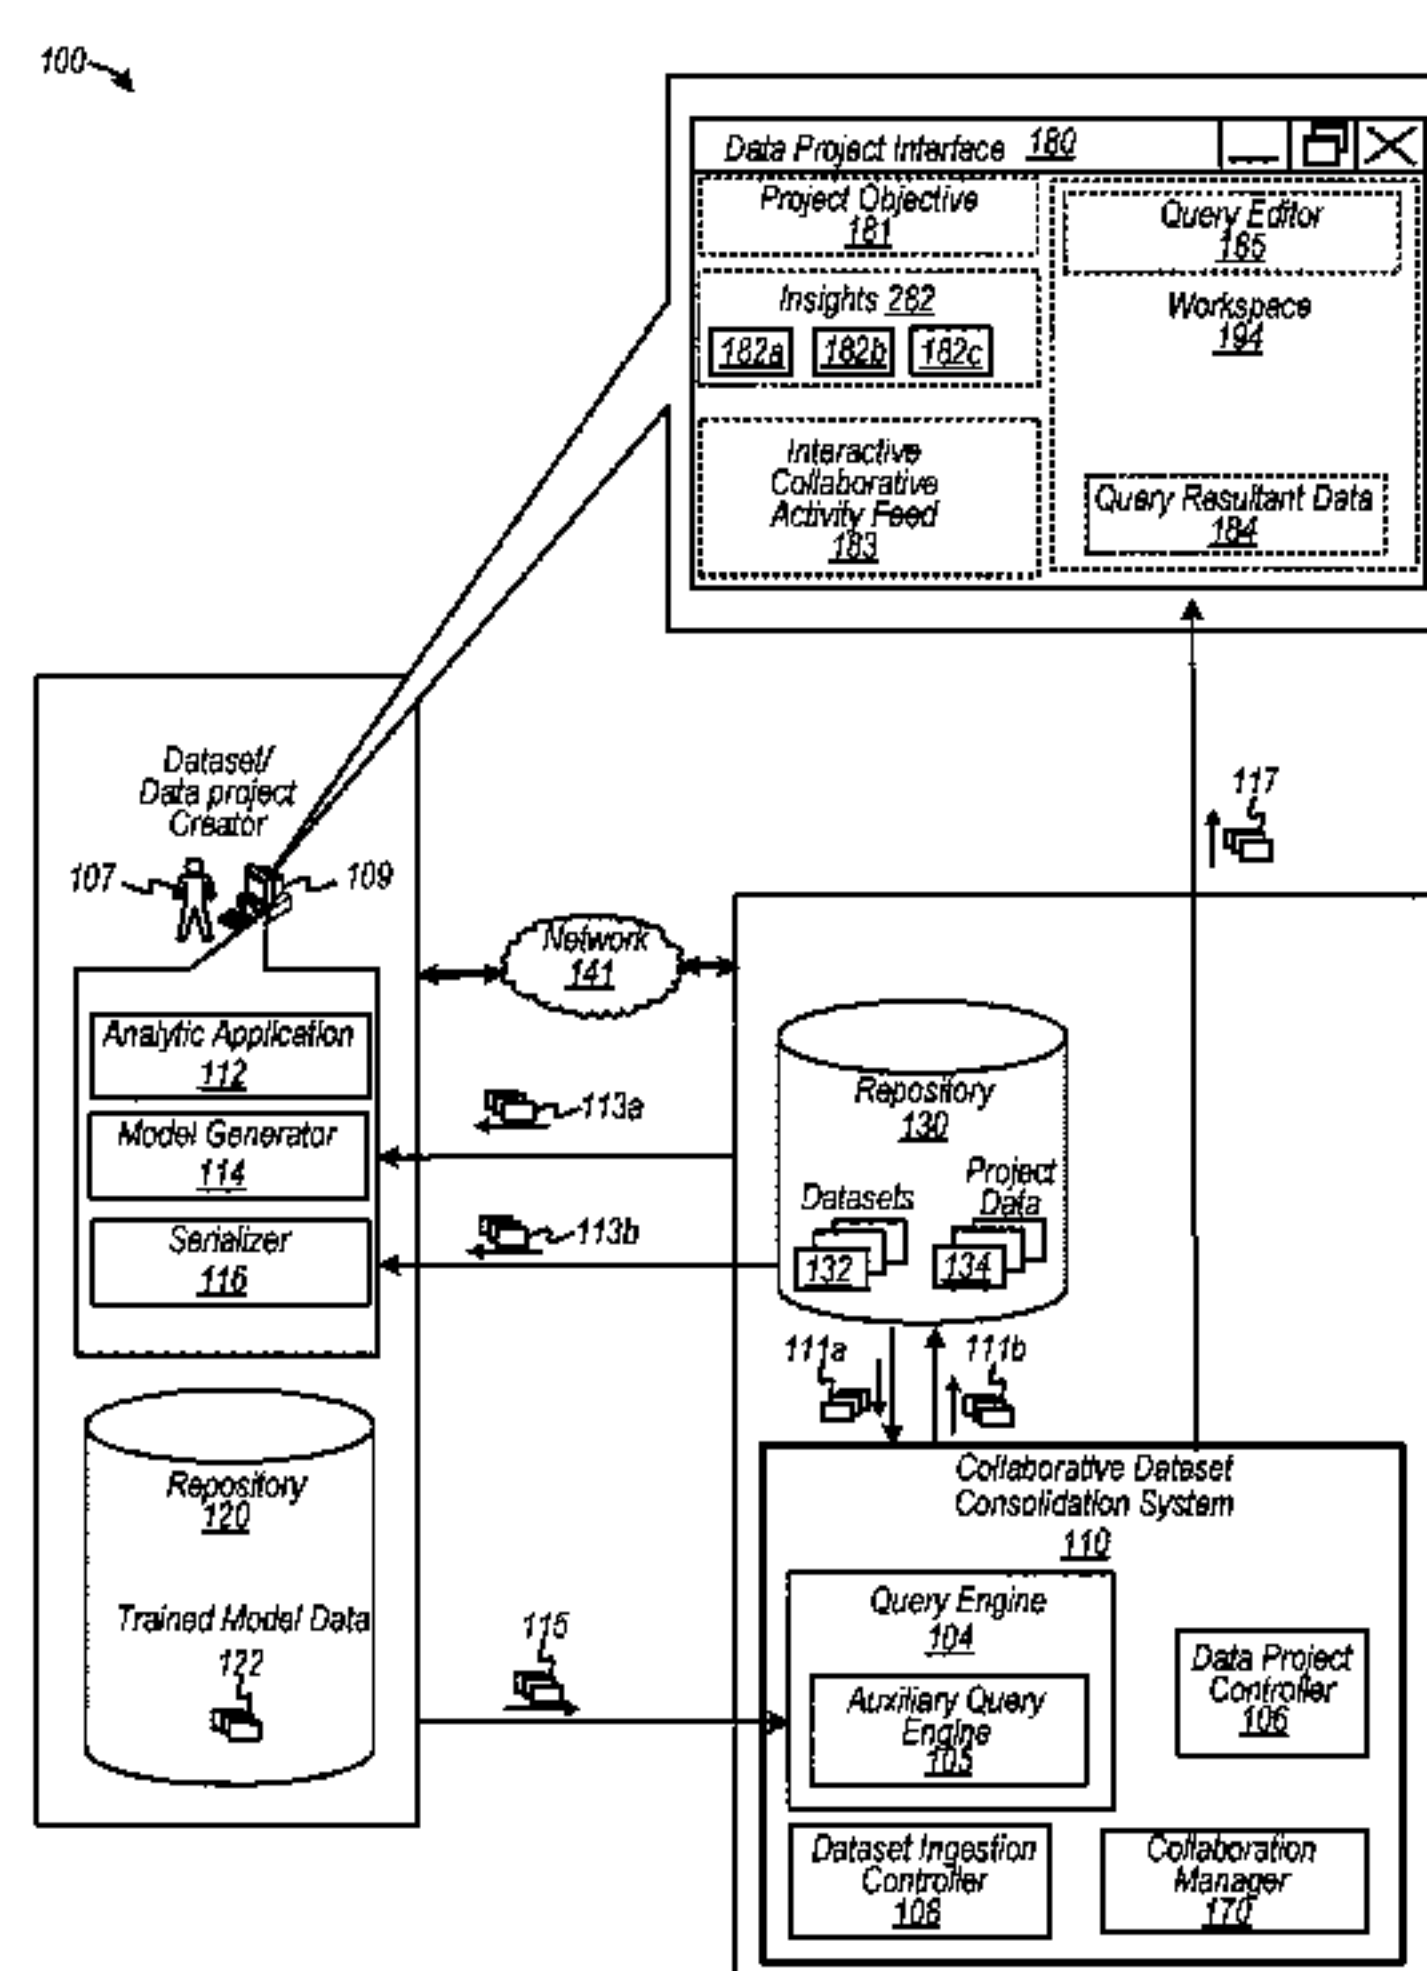 100
Data Project Interface 180
Project Objective
181
Insights 282
182a 182b 182c
Interactive
Collaborative
Activity Feed
183
Query Editor
185
Workspace
194
Query Resultant Data
184
Dataset/
Data project
Creator
107
109
Analytic Application
112
Model Generator
114
Serializer
116
Repository
120
Trained Model Data
122
Network
141
113a
113b
115
117
Repository
130
Datasets
132
Project
Data
134
111a
111b
Collaborative Dataset
Consolidation System
110
Query Engine
104
Auxiliary Query
Engine
105
Data Project
Controller
106
Dataset Ingestion
Controller
108
Collaboration
Manager
170